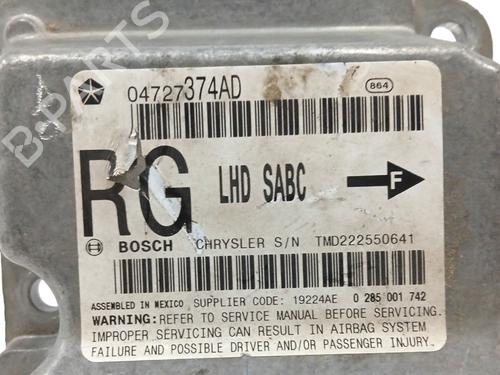 04727374AD
864
RG LHD SABC F
BOSCH CHRYSLER S/N TMD222550641
ASSEMBLED IN MEXICO SUPPLIER CODE: 19224AE 0 285 001 742
WARNING: REFER TO SERVICE MANUAL BEFORE SERVICING.
IMPROPER SERVICING CAN RESULT IN AIRBAG SYSTEM
FAILURE AND POSSIBLE DRIVER AND/OR PASSENGER INJURY.
B-PARTS